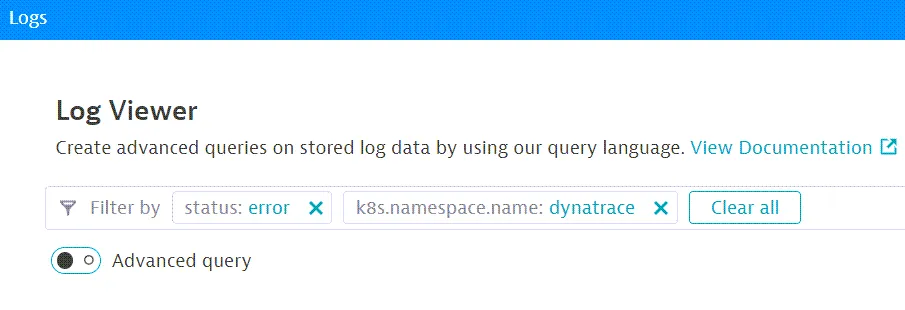 Logs
Log Viewer
Create advanced queries on stored log data by using our query language. View Documentation
Filter by status: error k8s.namespace.name: dynatrace Clear all
Advanced query